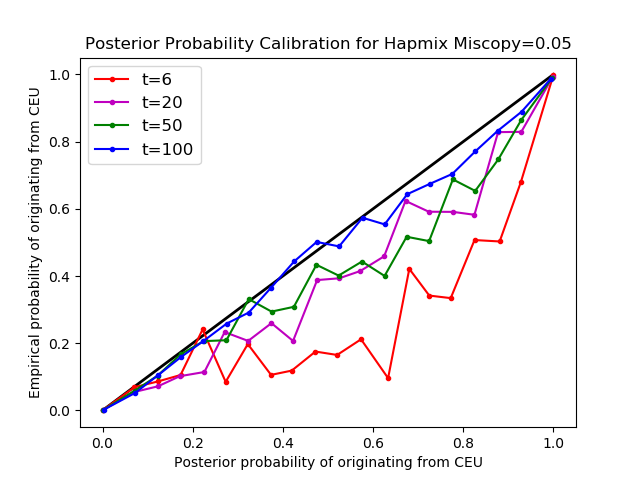 Posterior Probability Calibration for Hapmix Miscopy=0.05
t=6
t=20
t=50
t=100
1.0
0.8
0.6
0.4
0.2
0.0
Empirical probability of originating from CEU
0.0 0.2 0.4 0.6 0.8 1.0
Posterior probability of originating from CEU